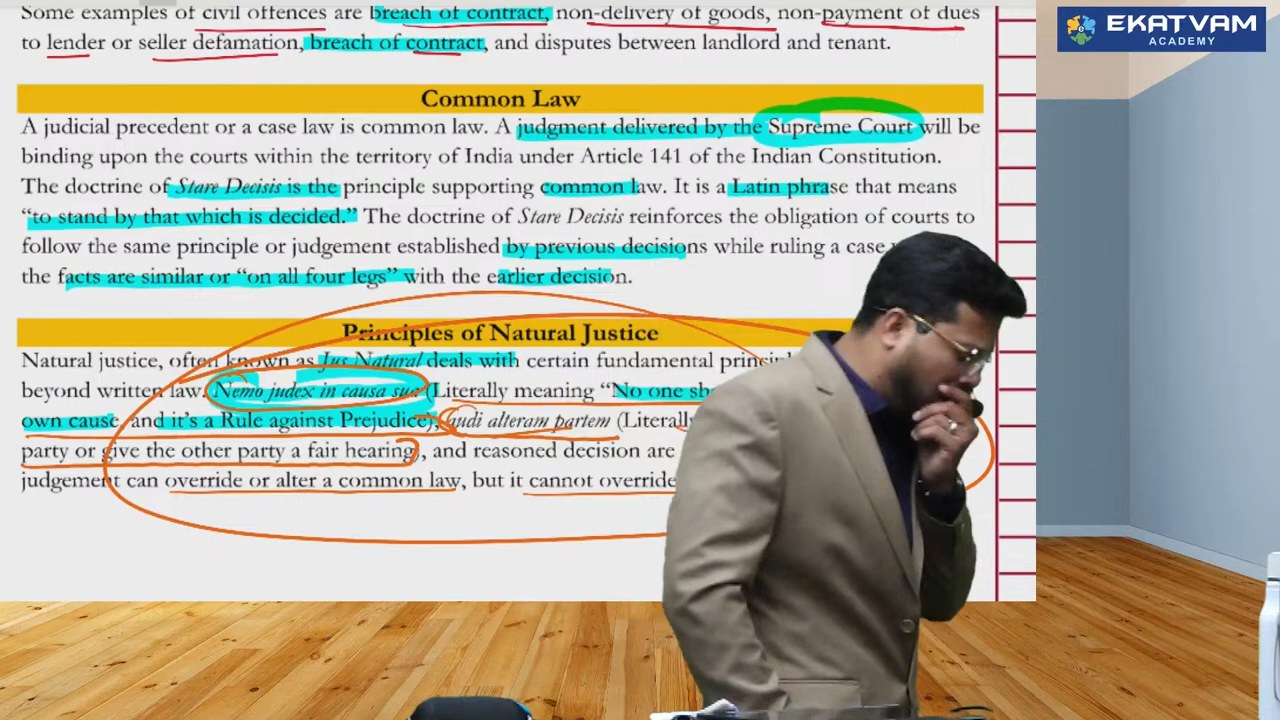 Some examples of civil offences are breach of contract, non-delivery of goods, non-payment of dues
to lender or seller defamation, breach of contract, and disputes between landlord and tenant.
EKATVAM
ACADEMY
Common Law
A judicial precedent or a case law is common law. A judgment delivered by the Supreme Court will be
binding upon the courts within the territory of India under Article 141 of the Indian Constitution.
The doctrine of Stare Decisis is the principle supporting common law. It is a Latin phrase that means
“to stand by that which is decided.” The doctrine of Stare Decisis reinforces the obligation of courts to
follow the same principle or judgement established by previous decisions while ruling a case
the facts are similar or “on all four legs” with the earlier decision.
Principles of Natural Justice
Natural justice, often known as Jus Natural deals with certain fundamental
beyond written law. Nemo judex in causa sua (Literally meaning “No one
own cause, and it's a Rule against Prejudice), audi alteram partem
party or give the other party a fair hearing), and reasoned decision are
judgement can override or alter a common law, but it cannot override